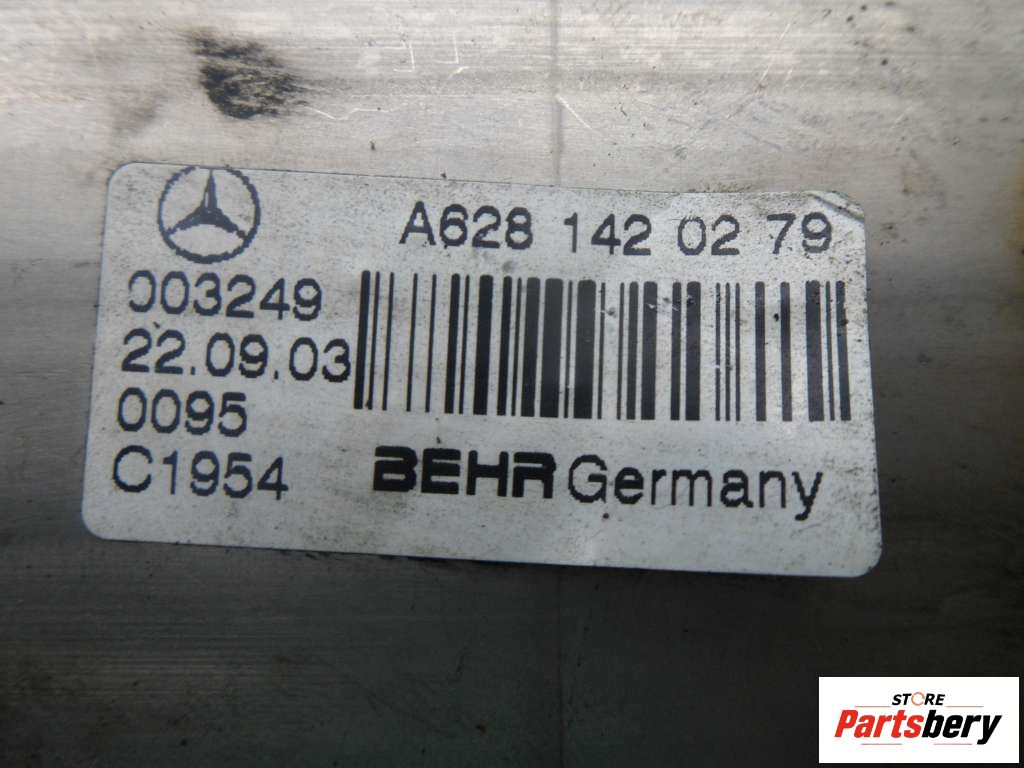 A628 142 02 79
003249
22.09.03
0095
C1954
BEHR Germany
STORE
Partsbery